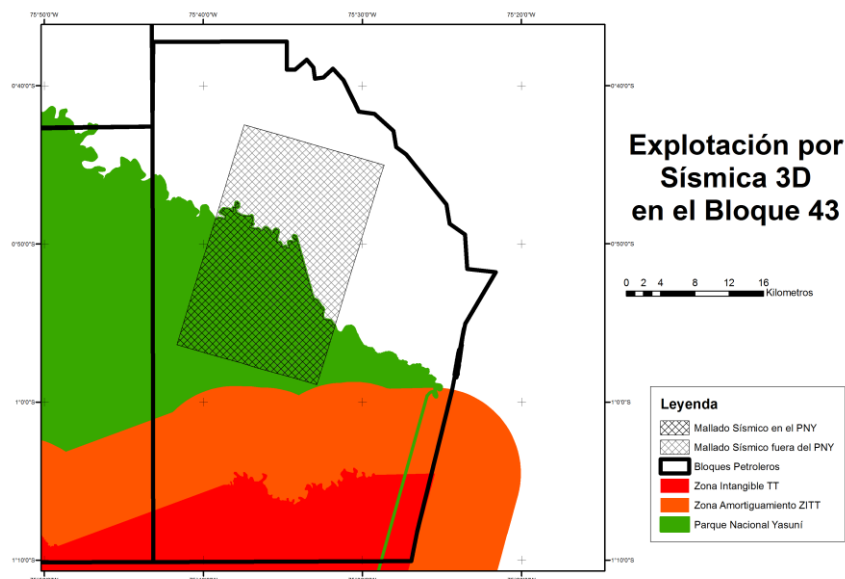 75°50'0"W 75°40'0"W 75°30'0"W 75°20'0"W
0°40'0"S 0°40'0"S
Explotación por
Sísmica 3D
en el Bloque 43
0°50'0"S 0°50'0"S
0 2 4 8 12 16
Kilometros
1°0'0"S 1°0'0"S
Leyenda
Mallado Sísmico en el PNY
Mallado Sísmico fuera del PNY
Bloques Petroleros
Zona Intangible TT
Zona Amortiguamiento ZITT
Parque Nacional Yasuní
1°10'0"S 1°10'0"S